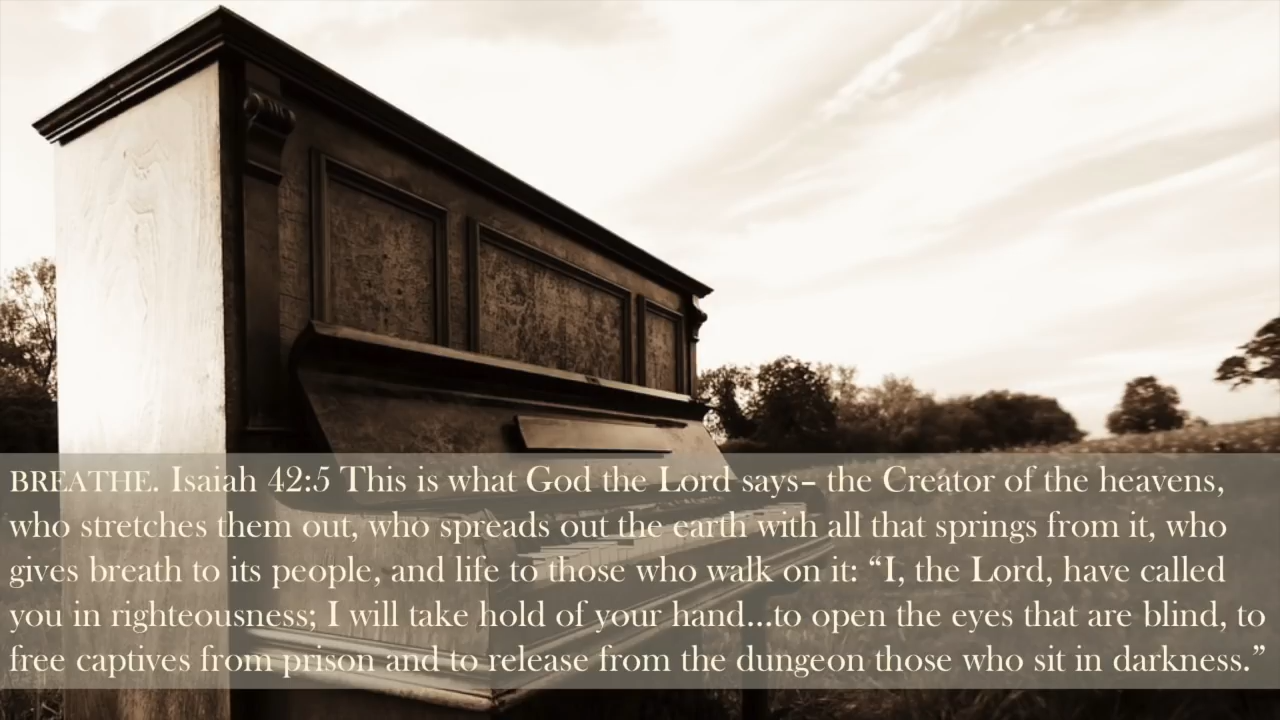 BREATHE. Isaiah 42:5 This is what God the Lord says– the Creator of the heavens,
who stretches them out, who spreads out the earth with all that springs from it, who
gives breath to its people, and life to those who walk on it: “I, the Lord, have called
you in righteousness; I will take hold of your hand...to open the eyes that are blind, to
free captives from prison and to release from the dungeon those who sit in darkness.”